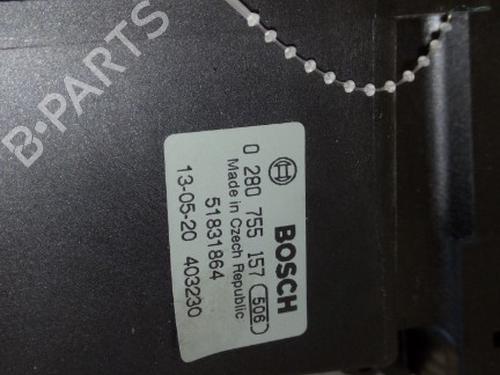 B-PARTS
BOSCH
0 280 755 157 506
Made in Czech Republic
51831864
13-05-20 403230